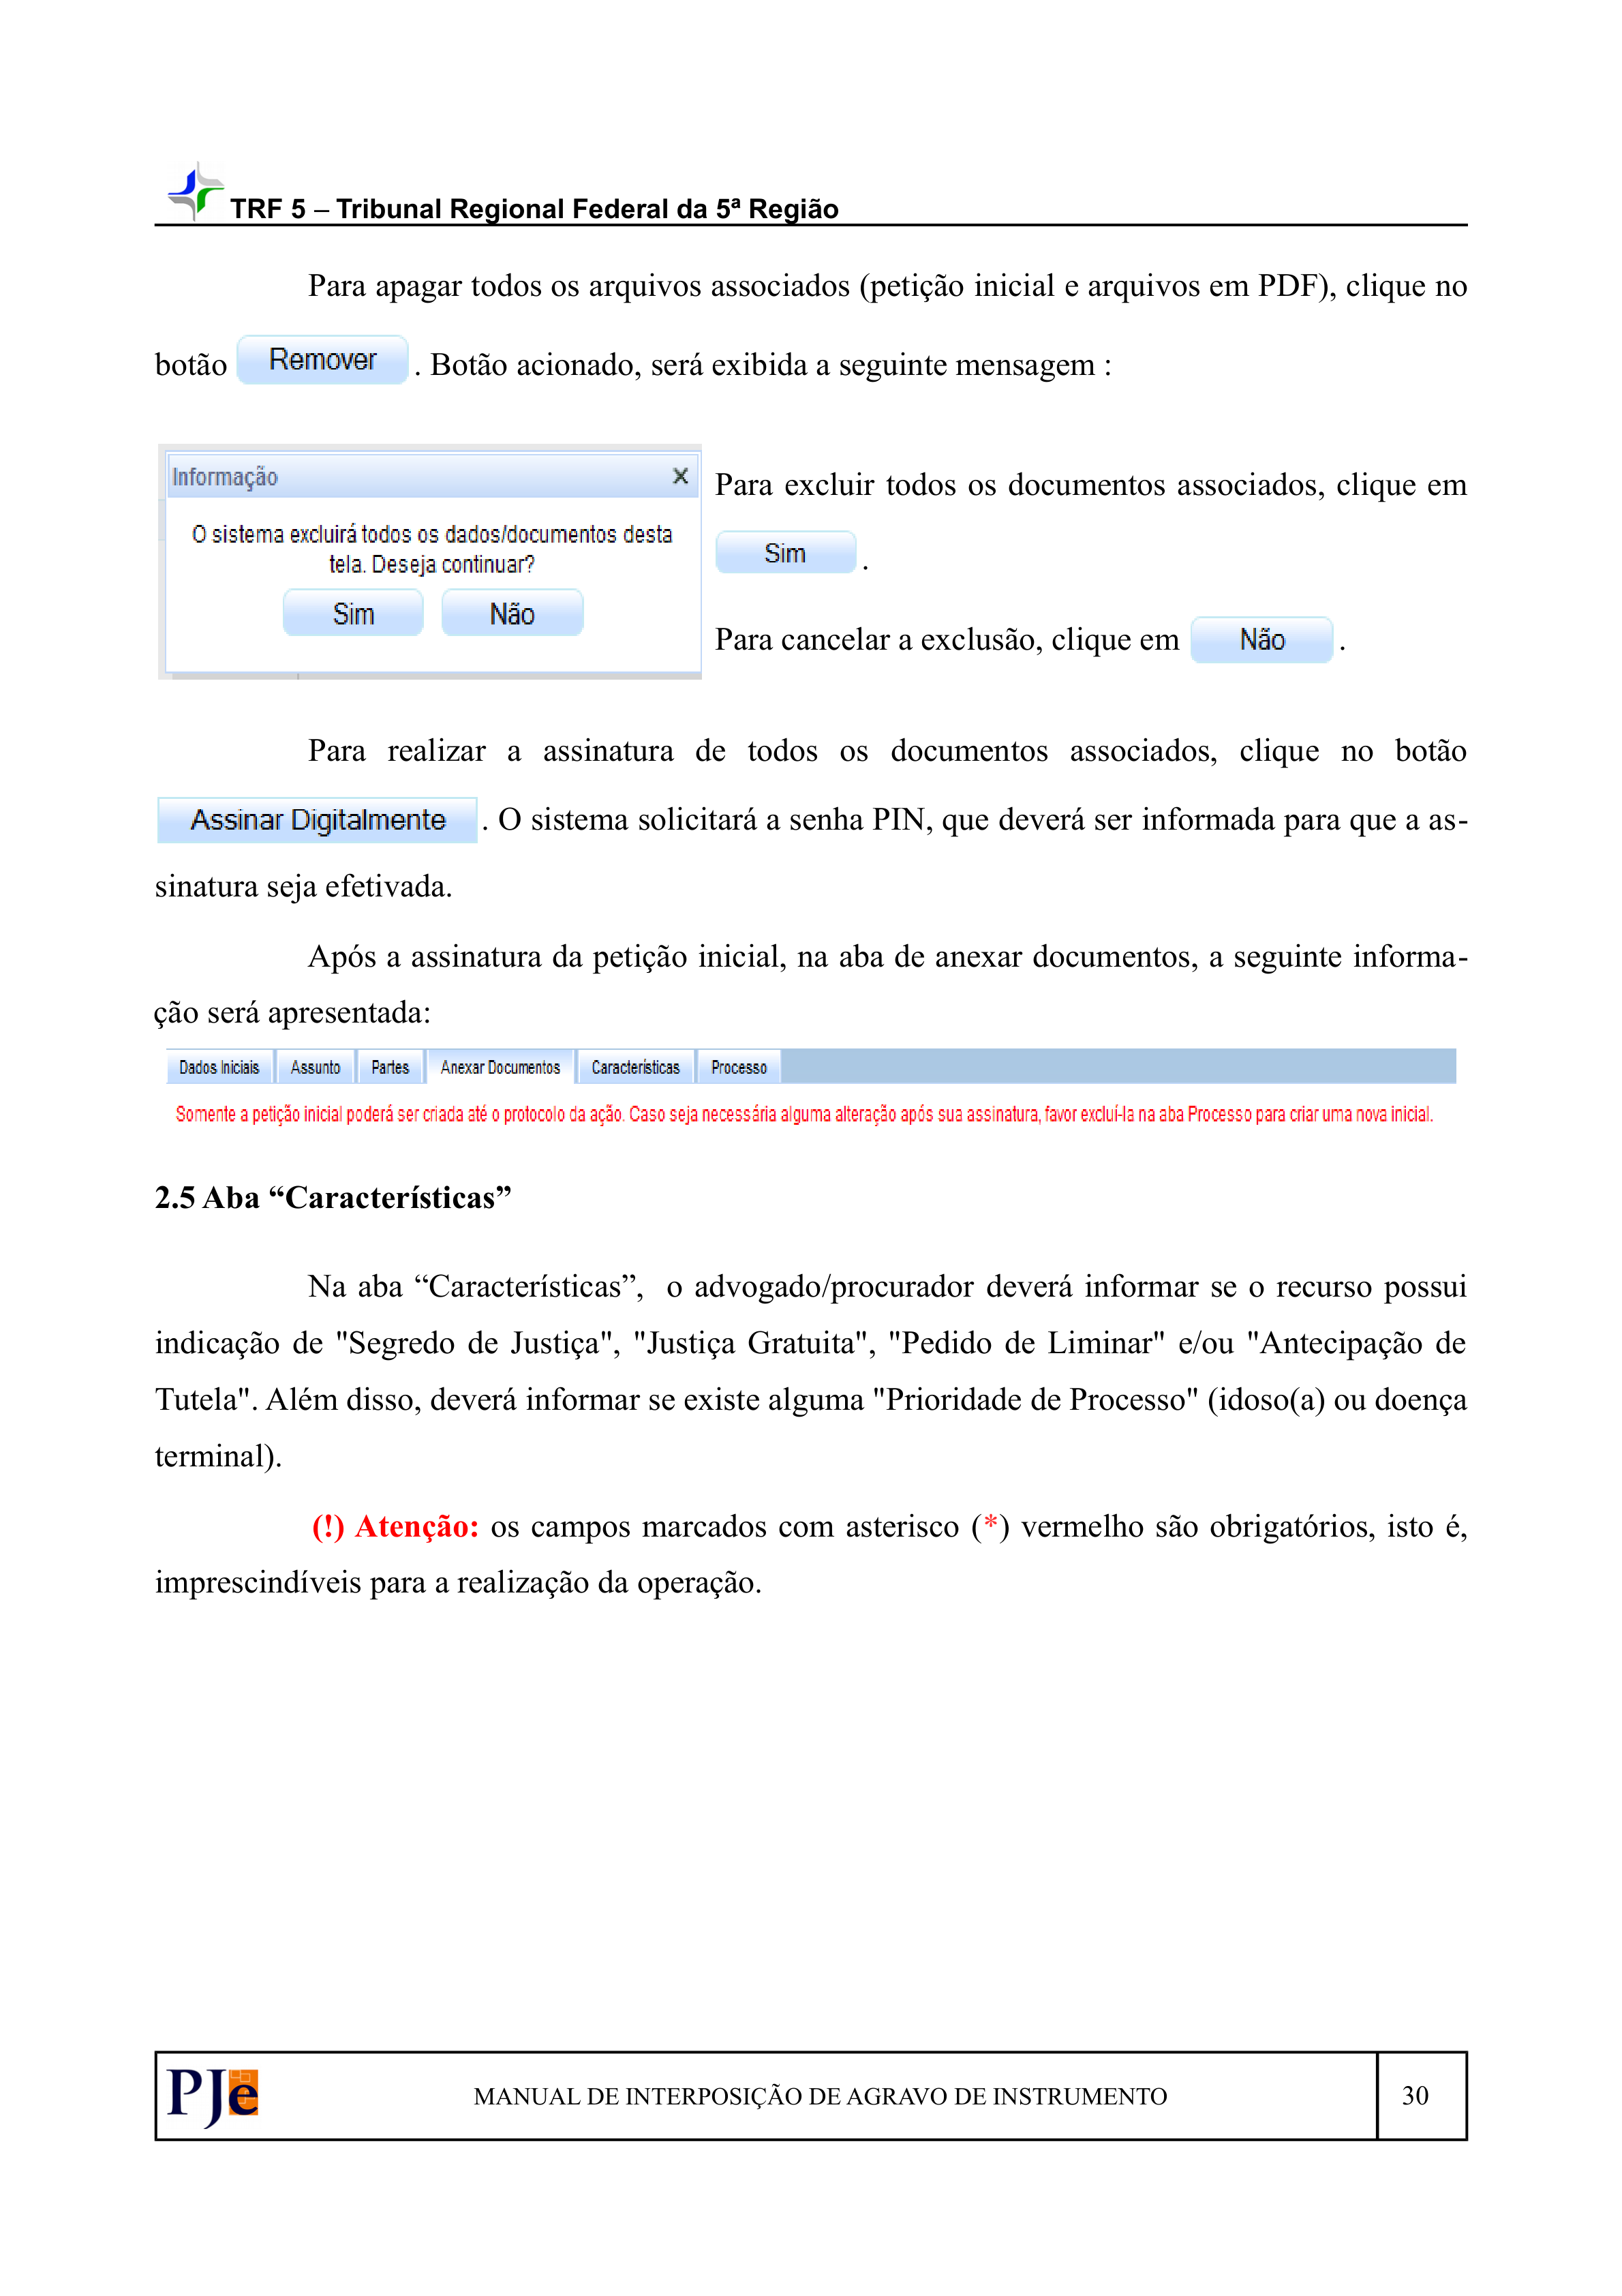 TRF 5 – Tribunal Regional Federal da 5ª Região
Para apagar todos os arquivos associados (petição inicial e arquivos em PDF), clique no
botão Remover . Botão acionado, será exibida a seguinte mensagem :
Informação
O sistema excluirá todos os dados/documentos desta
tela. Deseja continuar?
Sim Não
Para excluir todos os documentos associados, clique em
Sim .
Para cancelar a exclusão, clique em Não .
Para realizar a assinatura de todos os documentos associados, clique no botão
Assinar Digitalmente . O sistema solicitará a senha PIN, que deverá ser informada para que a as-
sinatura seja efetivada.
Após a assinatura da petição inicial, na aba de anexar documentos, a seguinte informa-
ção será apresentada:
Dados Iniciais Assunto Partes Anexar Documentos Características Processo
Somente a petição inicial poderá ser criada até o protocolo da ação. Caso seja necessária alguma alteração após sua assinatura, favor excluí-la na aba Processo para criar uma nova inicial.
2.5 Aba “Características”
Na aba “Características”, o advogado/procurador deverá informar se o recurso possui
indicação de "Segredo de Justiça", "Justiça Gratuita", "Pedido de Liminar" e/ou "Antecipação de
Tutela". Além disso, deverá informar se existe alguma "Prioridade de Processo" (idoso(a) ou doença
terminal).
(!) Atenção: os campos marcados com asterisco (*) vermelho são obrigatórios, isto é,
imprescindíveis para a realização da operação.
PJe
MANUAL DE INTERPOSIÇÃO DE AGRAVO DE INSTRUMENTO
30